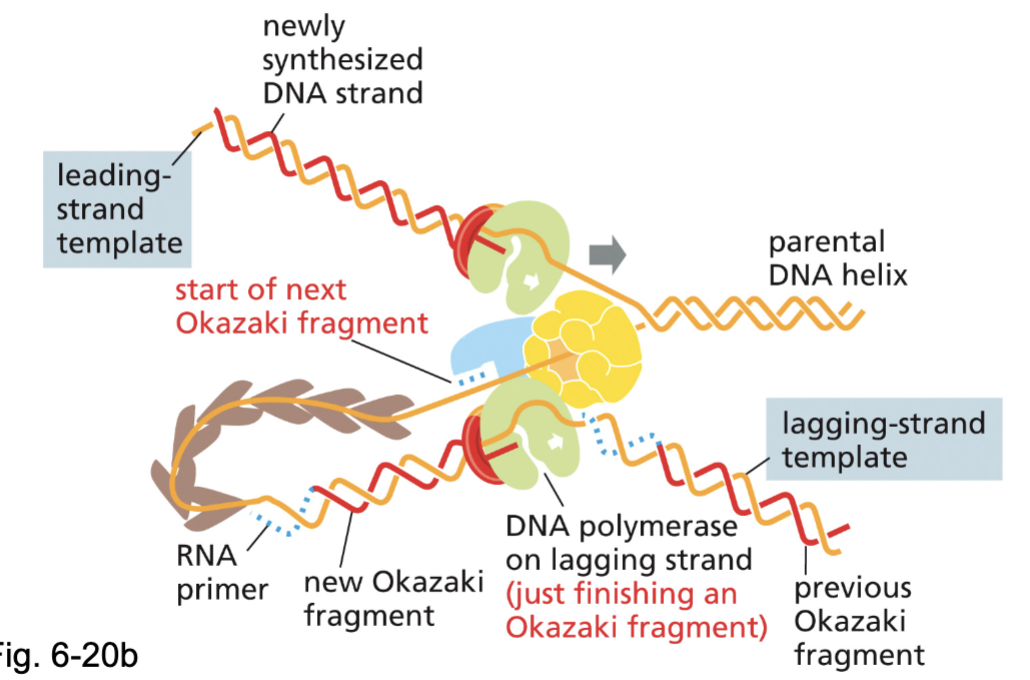 newly
synthesized
DNA strand
leading-
strand
template
parental
DNA helix
start of next
Okazaki fragment
lagging-strand
template
RNA
primer
new Okazaki
fragment
DNA polymerase
on lagging strand
(just finishing an
Okazaki fragment)
previous
Okazaki
fragment
ig. 6-20b